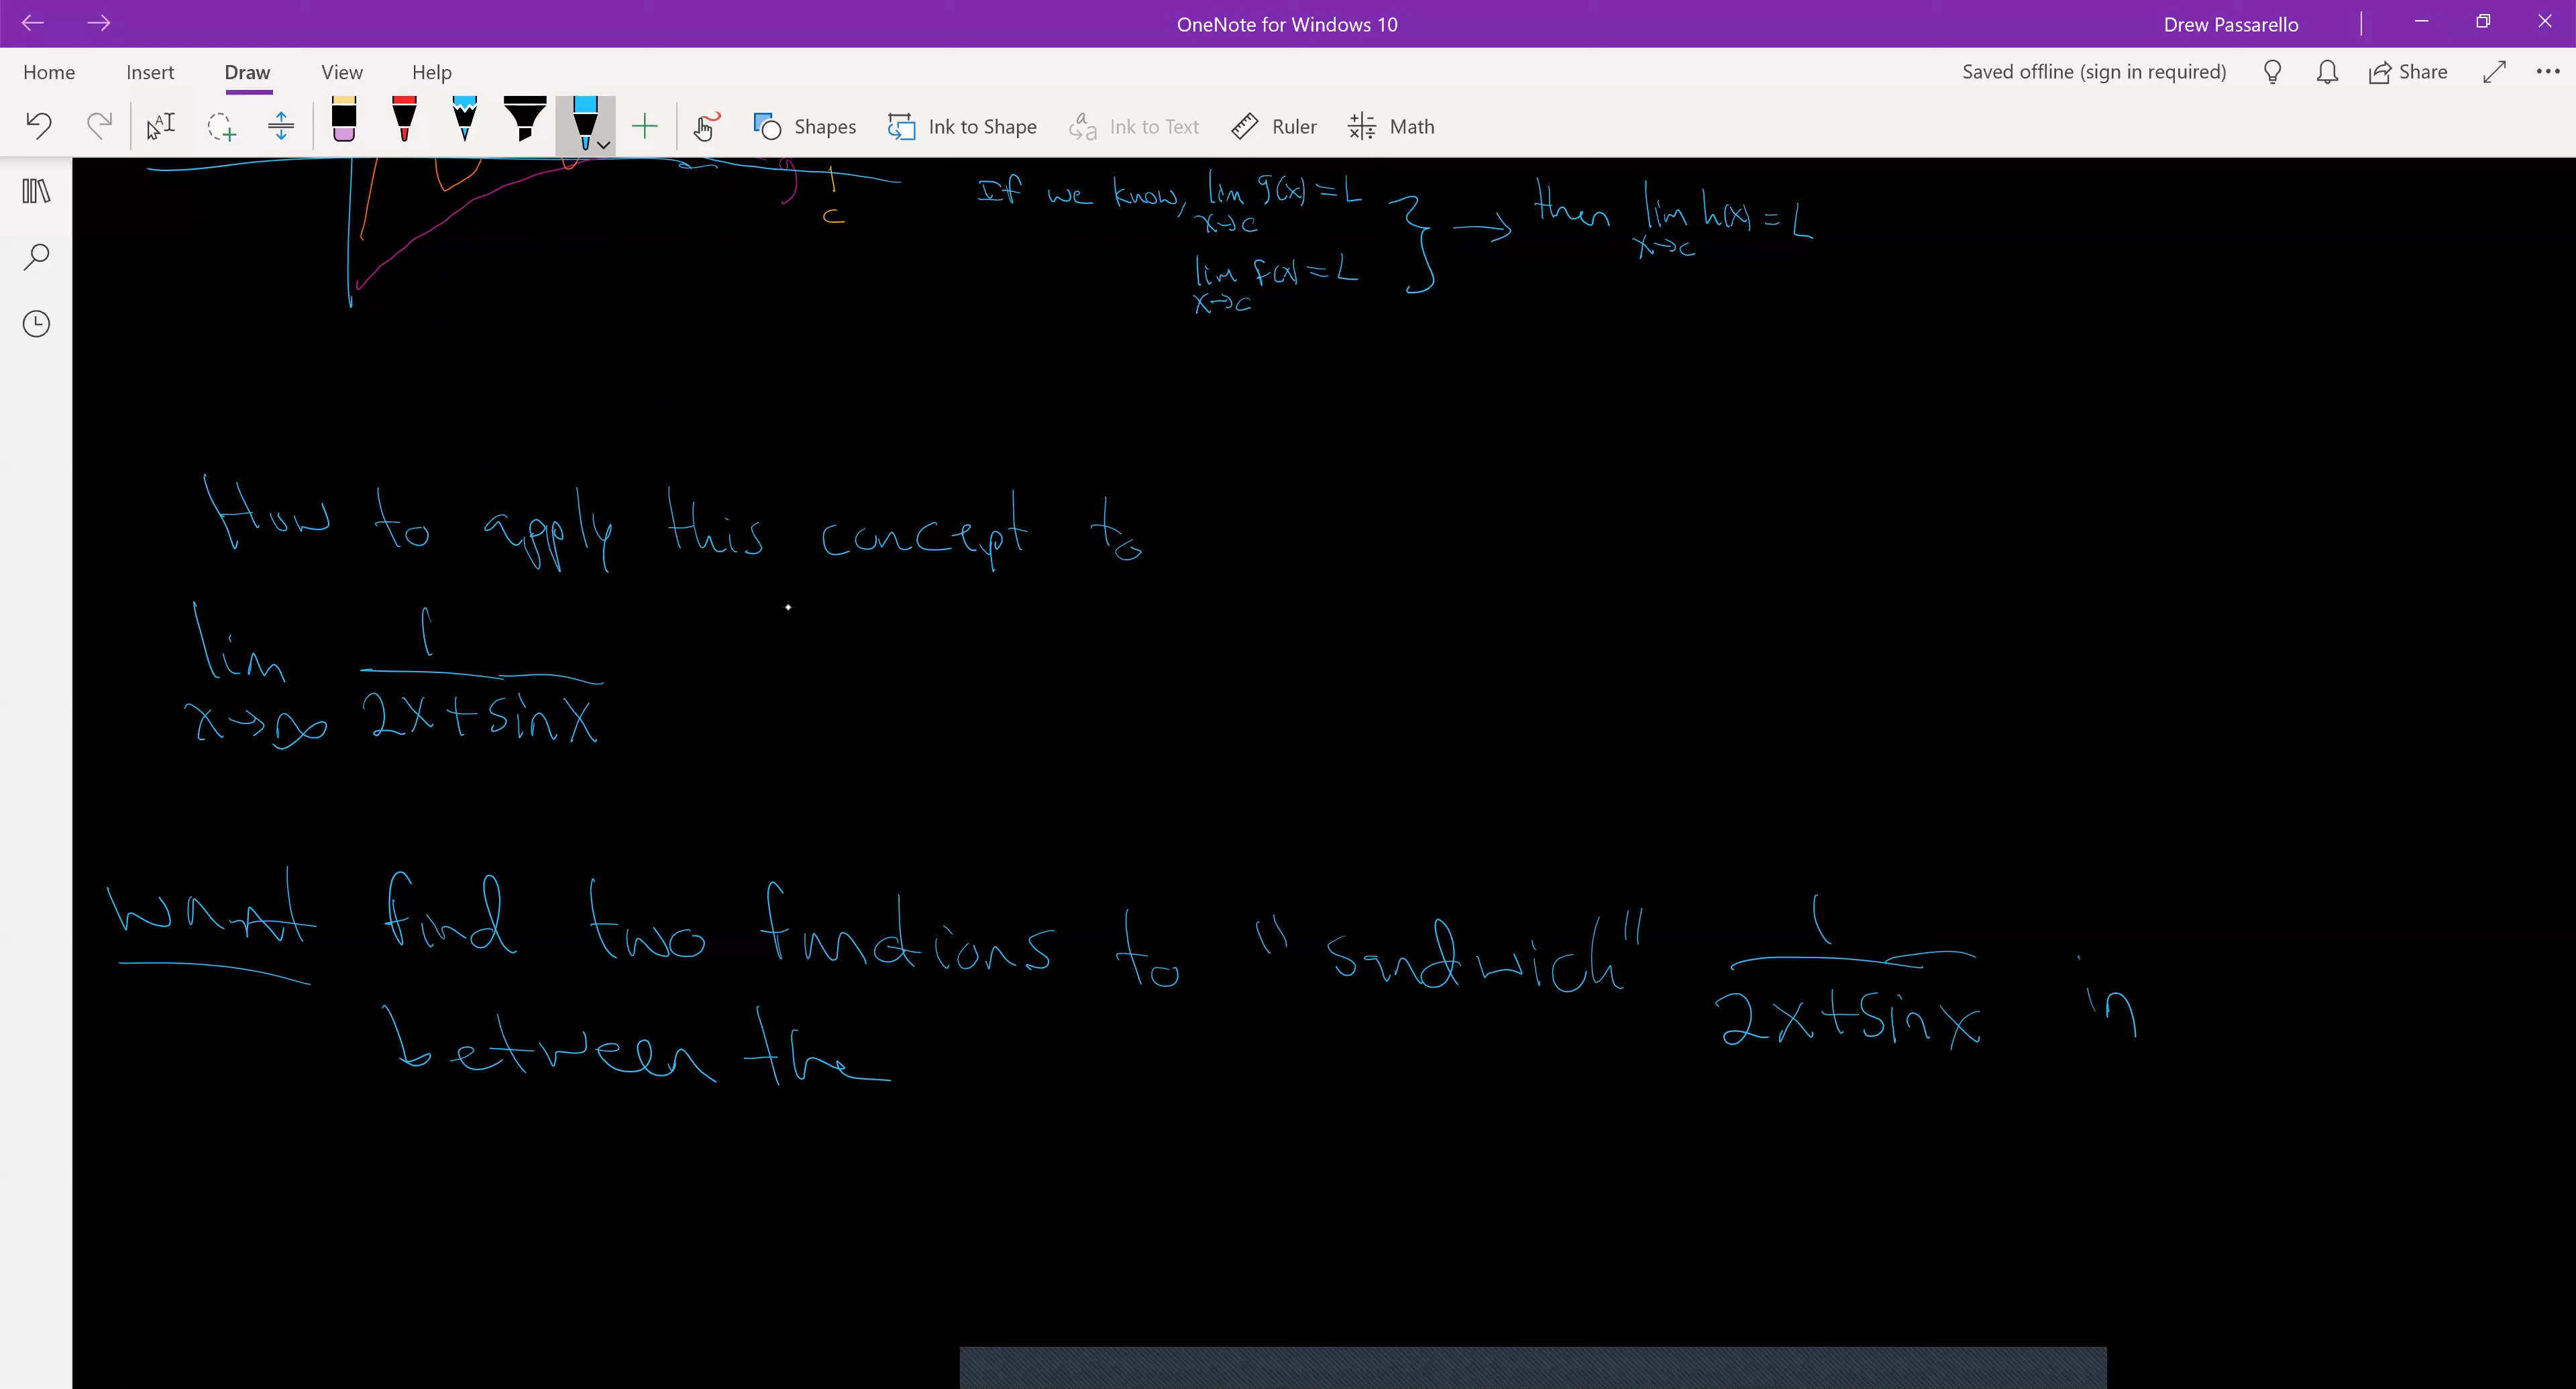 OneNote for Windows 10
Drew Passarello
Home Insert Draw View Help
Saved offline (sign in required) Share
Shapes Ink to Shape Ink to Text Ruler Math
If we know, lim g(x) = L
x→c
lim f(x) = L
x→c
then lim h(x) = L
x→c
c
How to apply this concept to
lim 1
x→∞ 2x+sinx
want find two functions to "sandwich" 1 in
2x+sinx
between the